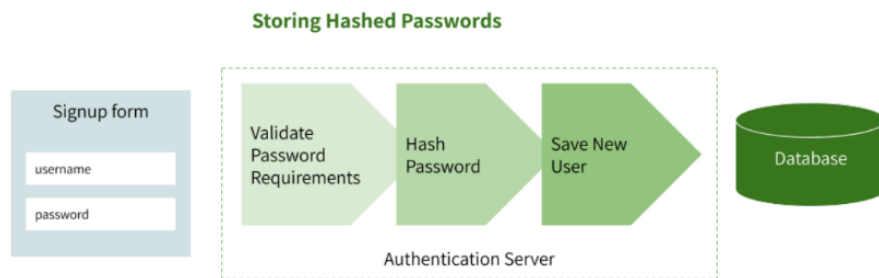 Storing Hashed Passwords
Signup form
username
password
Validate
Password
Requirements
Hash
Password
Save New
User
Authentication Server
Database